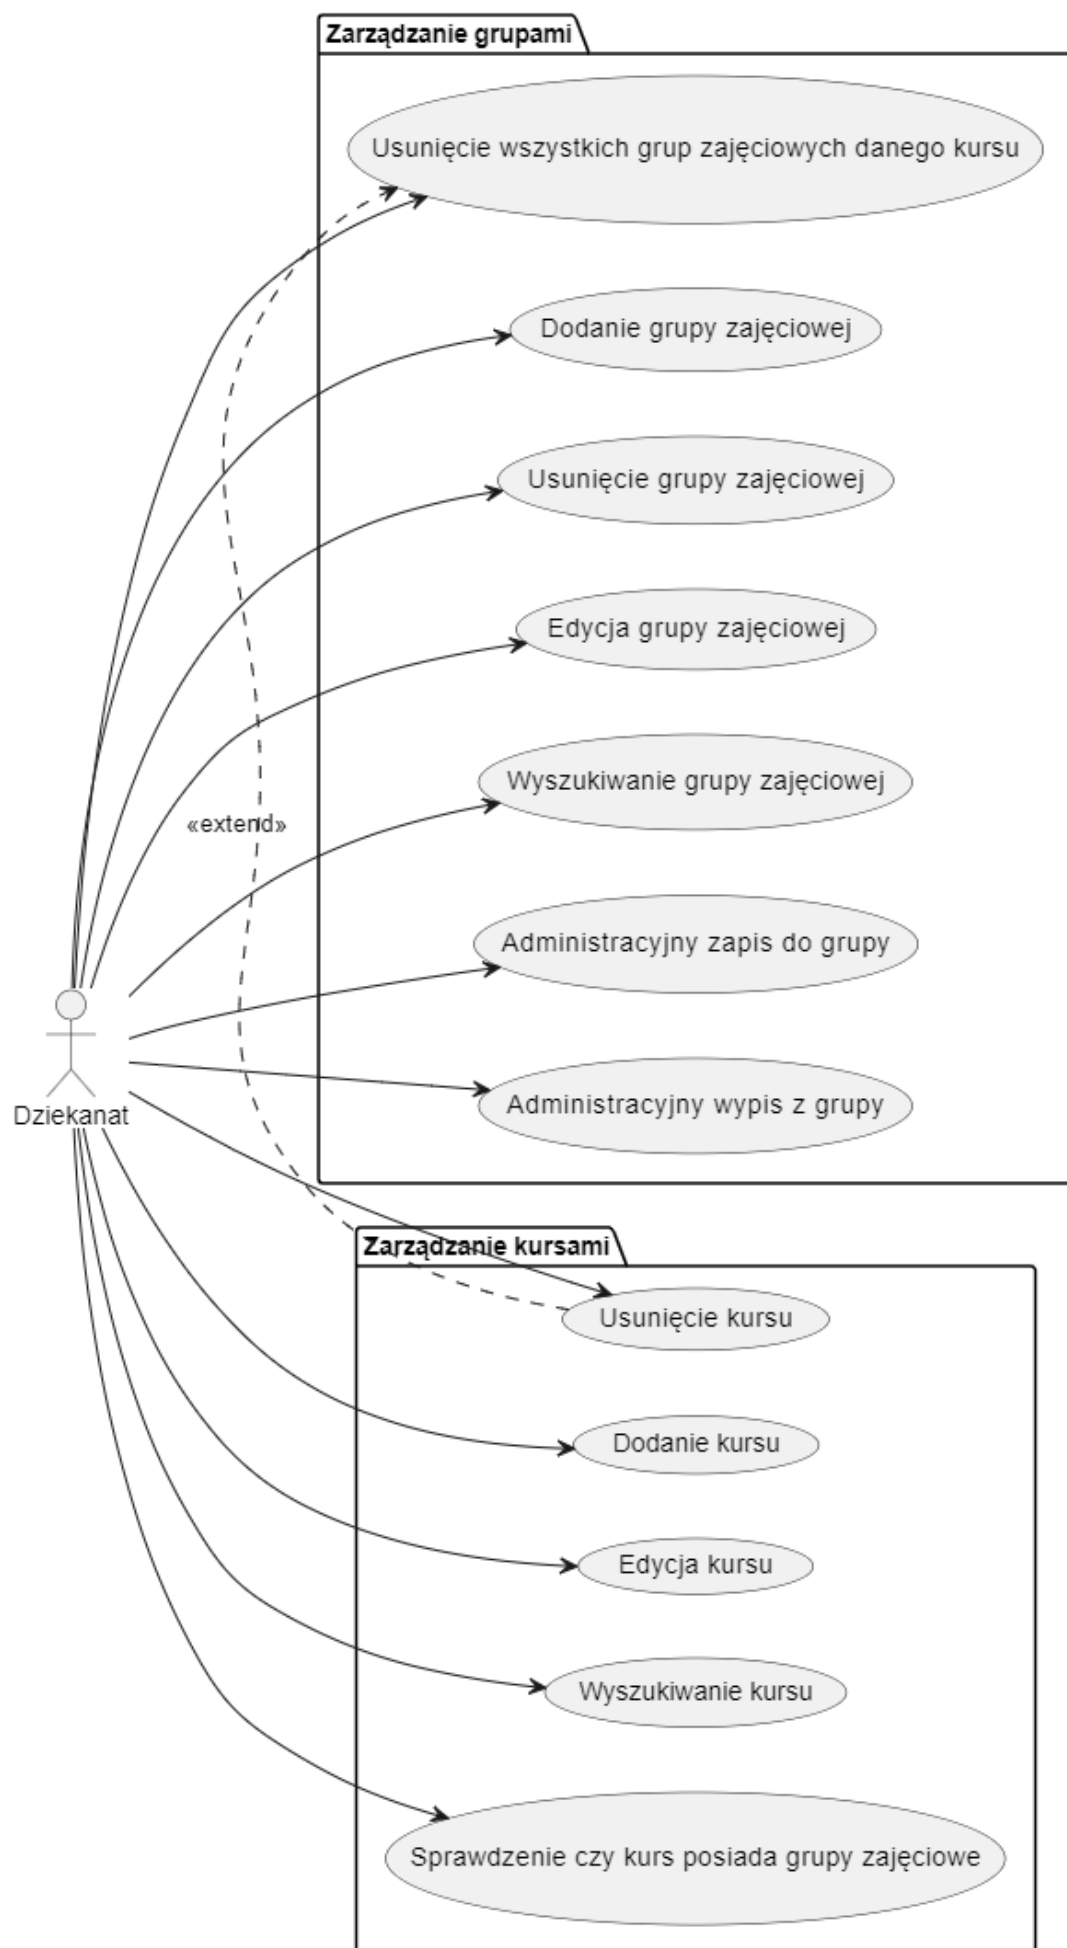 Zarządzanie grupami
Usunięcie wszystkich grup zajęciowych danego kursu
Dodanie grupy zajęciowej
Usunięcie grupy zajęciowej
Edycja grupy zajęciowej
Wyszukiwanie grupy zajęciowej
«extend»
Administracyjny zapis do grupy
Administracyjny wypis z grupy
Dziekanat
Zarządzanie kursami
Usunięcie kursu
Dodanie kursu
Edycja kursu
Wyszukiwanie kursu
Sprawdzenie czy kurs posiada grupy zajęciowe